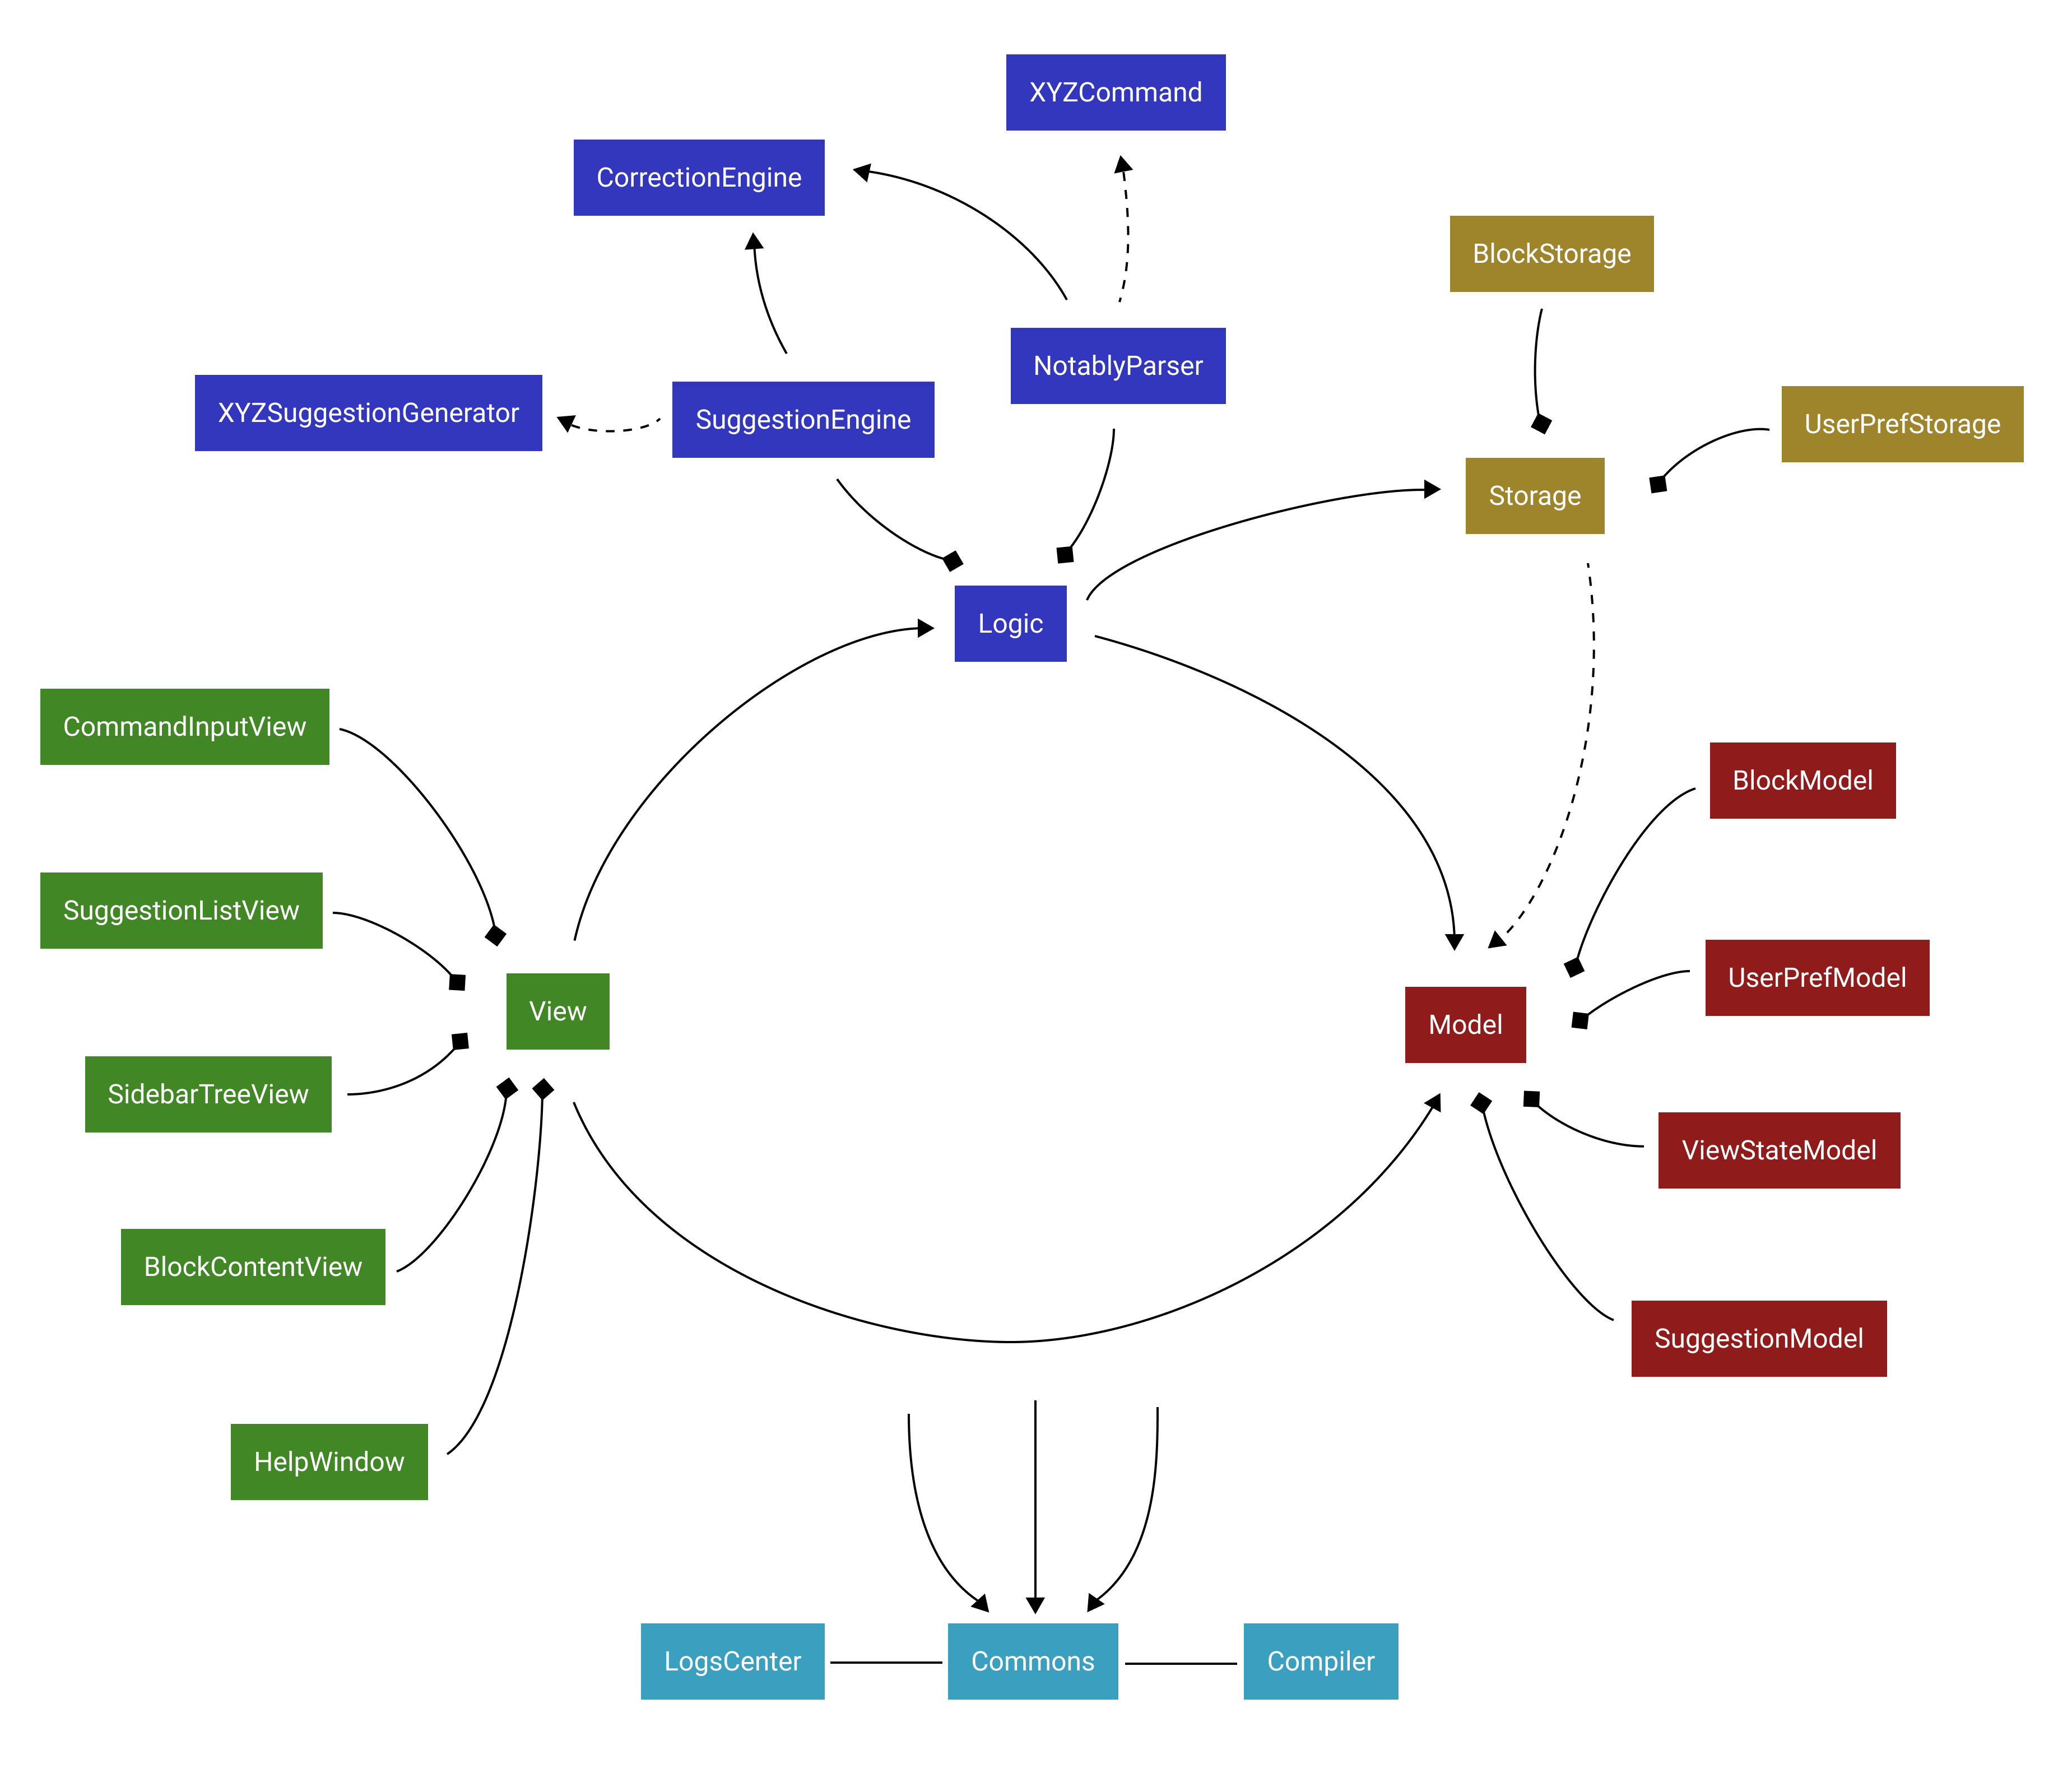 XYZCommand
CorrectionEngine
BlockStorage
NotablyParser
XYZSuggestionGenerator
SuggestionEngine
UserPrefStorage
Storage
Logic
CommandInputView
BlockModel
SuggestionListView
UserPrefModel
View
Model
SidebarTreeView
ViewStateModel
BlockContentView
SuggestionModel
HelpWindow
LogsCenter
Commons
Compiler